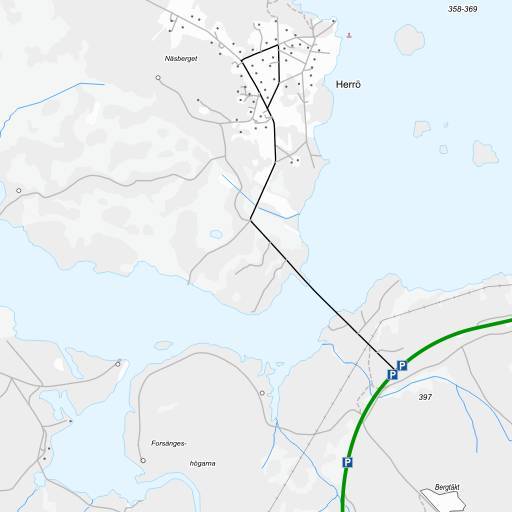 358-369
Näsberget
Herrö
P
P
397
Forsänges-
högarna
P
Bergtäkt